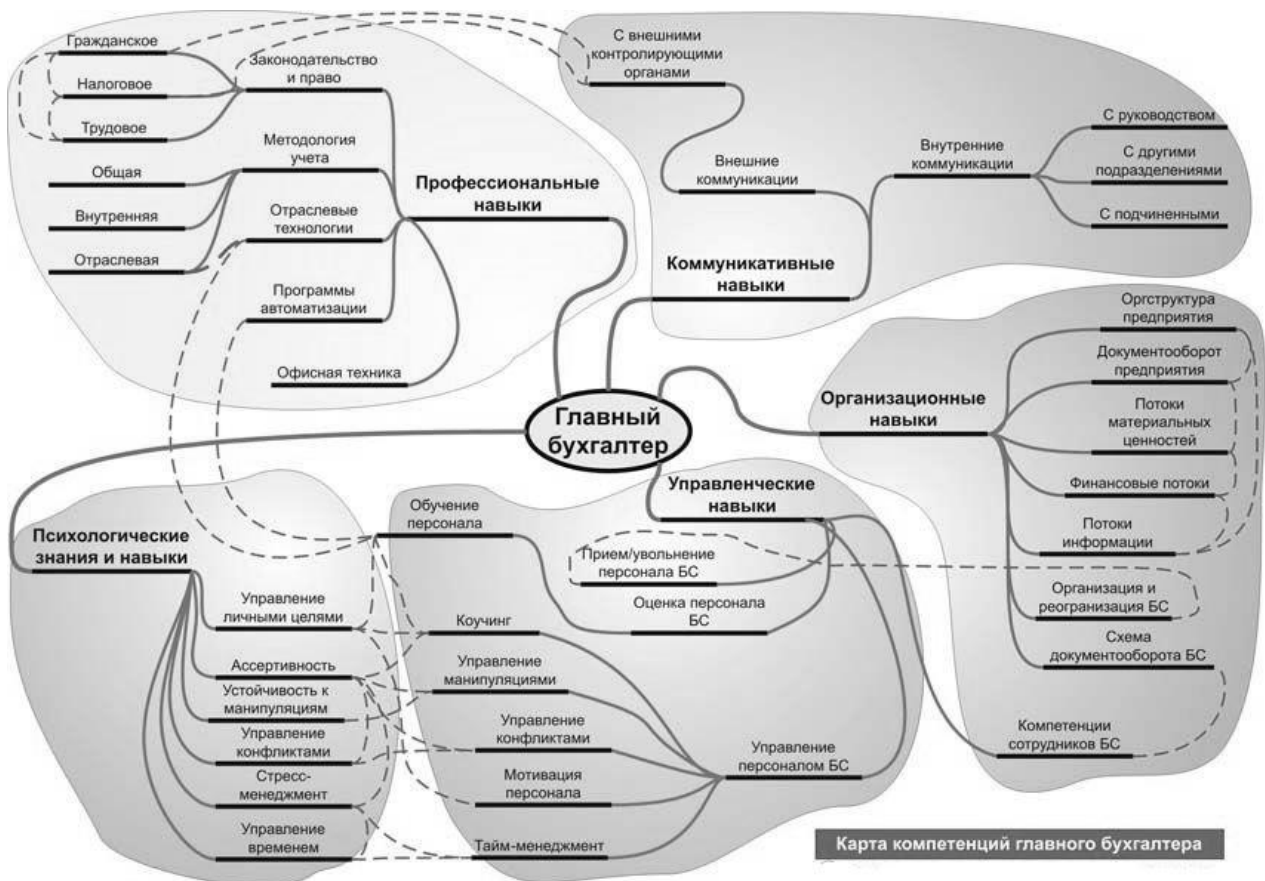 Гражданское
Налоговое
Трудовое
Законодательство
и право
Общая
Внутренняя
Отраслевая
Методология
учета
Отраслевые
технологии
Программы
автоматизации
Офисная техника
Профессиональные
навыки
С внешними
контролирующими
органами
Внешние
коммуникации
Внутренние
коммуникации
С руководством
С другими
подразделениями
С подчиненными
Коммуникативные
навыки
Главный
бухгалтер
Организационные
навыки
Оргструктура
предприятия
Документооборот
предприятия
Потоки
материальных
ценностей
Финансовые потоки
Потоки
информации
Организация и
реогранизация БС
Схема
документооборота БС
Компетенции
сотрудников БС
Управленческие
навыки
Обучение
персонала
Прием/увольнение
персонала БС
Оценка персонала
БС
Коучинг
Управление
манипуляциями
Управление
конфликтами
Мотивация
персонала
Тайм-менеджмент
Управление
персоналом БС
Психологические
знания и навыки
Управление
личными целями
Ассертивность
Устойчивость к
манипуляциям
Управление
конфликтами
Стресс-
менеджмент
Управление
временем
Карта компетенций главного бухгалтера